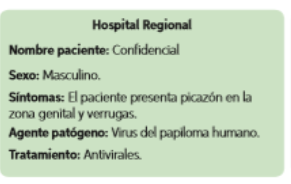 Hospital Regional
Nombre paciente: Confidencial
Sexo: Masculino.
Síntomas: El paciente presenta picazón en la
zona genital y verrugas.
Agente patógeno: Virus del papiloma humano.
Tratamiento: Antivirales.